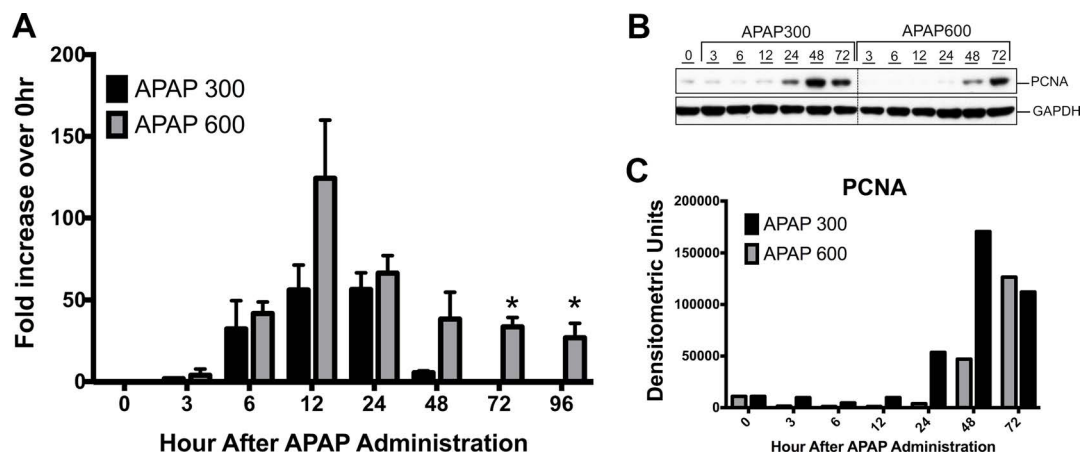 A
Fold increase over 0hr
200
150
100
50
0
APAP 300
APAP 600
* *
0 3 6 12 24 48 72 96
Hour After APAP Administration
B
APAP300 APAP600
0 3 6 12 24 48 72 3 6 12 24 48 72
PCNA
GAPDH
C
PCNA
Densitometric Units
200000
150000
100000
50000
0
APAP 300
APAP 600
0 3 6 12 24 48 72
Hour After APAP Administration